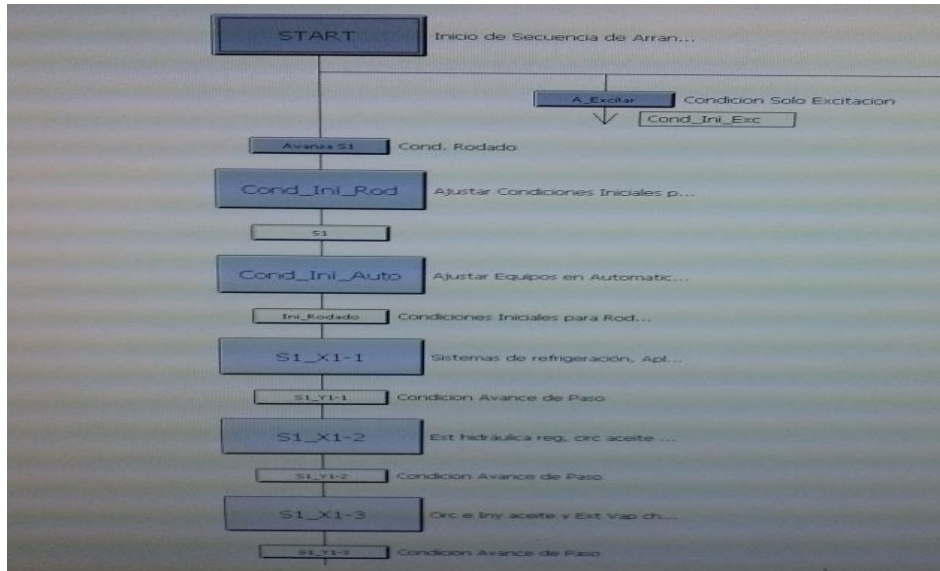 START Inicio de Secuencia de Arran...
A_Excitar Condicion Solo Excitacion
Cond_Ini_Exc
Avanza S1 Cond. Rodado
Cond_Ini_Rod Ajustar Condiciones Iniciales p...
S1
Cond_Ini_Auto Ajustar Equipos en Automatic...
Ini_Rodado Condiciones Iniciales para Rod...
S1_X1-1 Sistemas de refrigeración, Apl...
S1_Y1-1 Condicion Avance de Paso
S1_X1-2 Est hidráulica reg, circ aceite ...
S1_Y1-2 Condicion Avance de Paso
S1_X1-3 Circ e Iny aceite y Est Vap ch...
S1_Y1-3 Condicion Avance de Paso